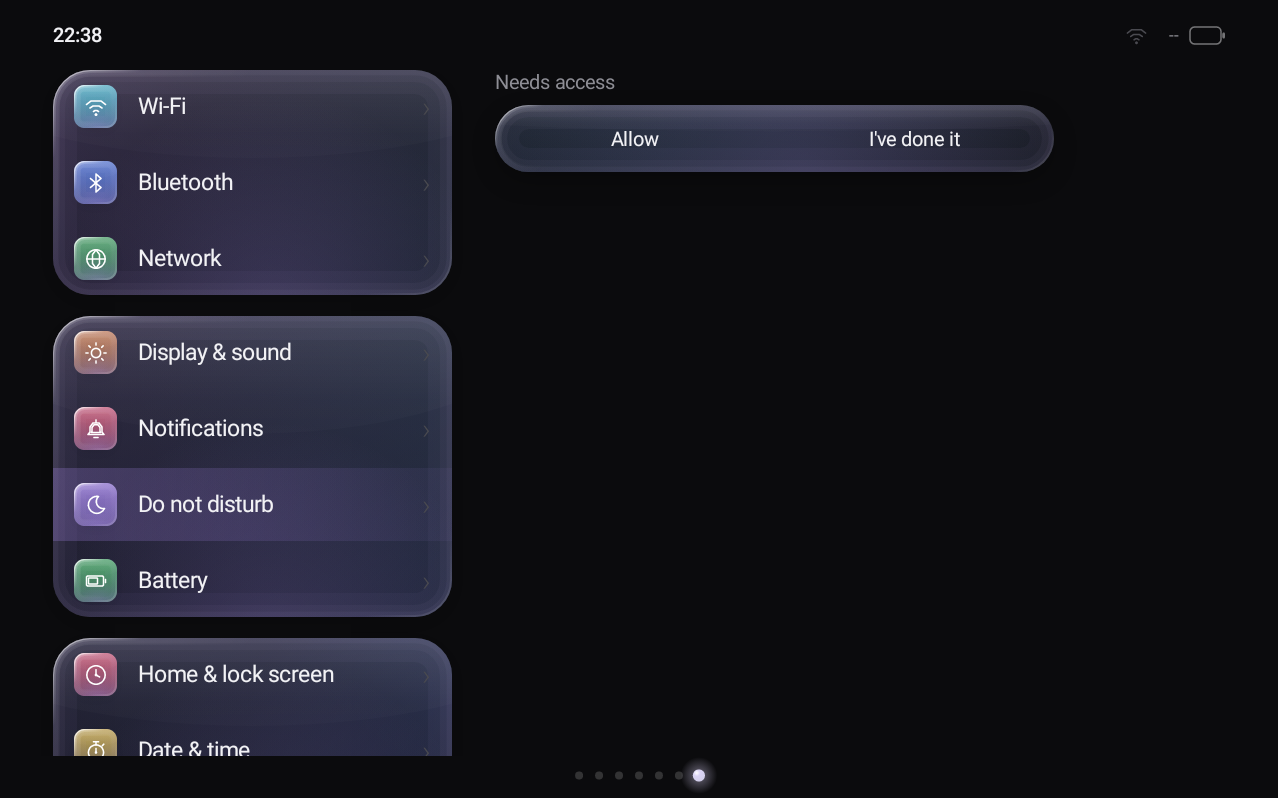 22:38
--
Wi-Fi
Bluetooth
Network
Display & sound
Notifications
Do not disturb
Battery
Home & lock screen
Date & time
Needs access
Allow
I've done it